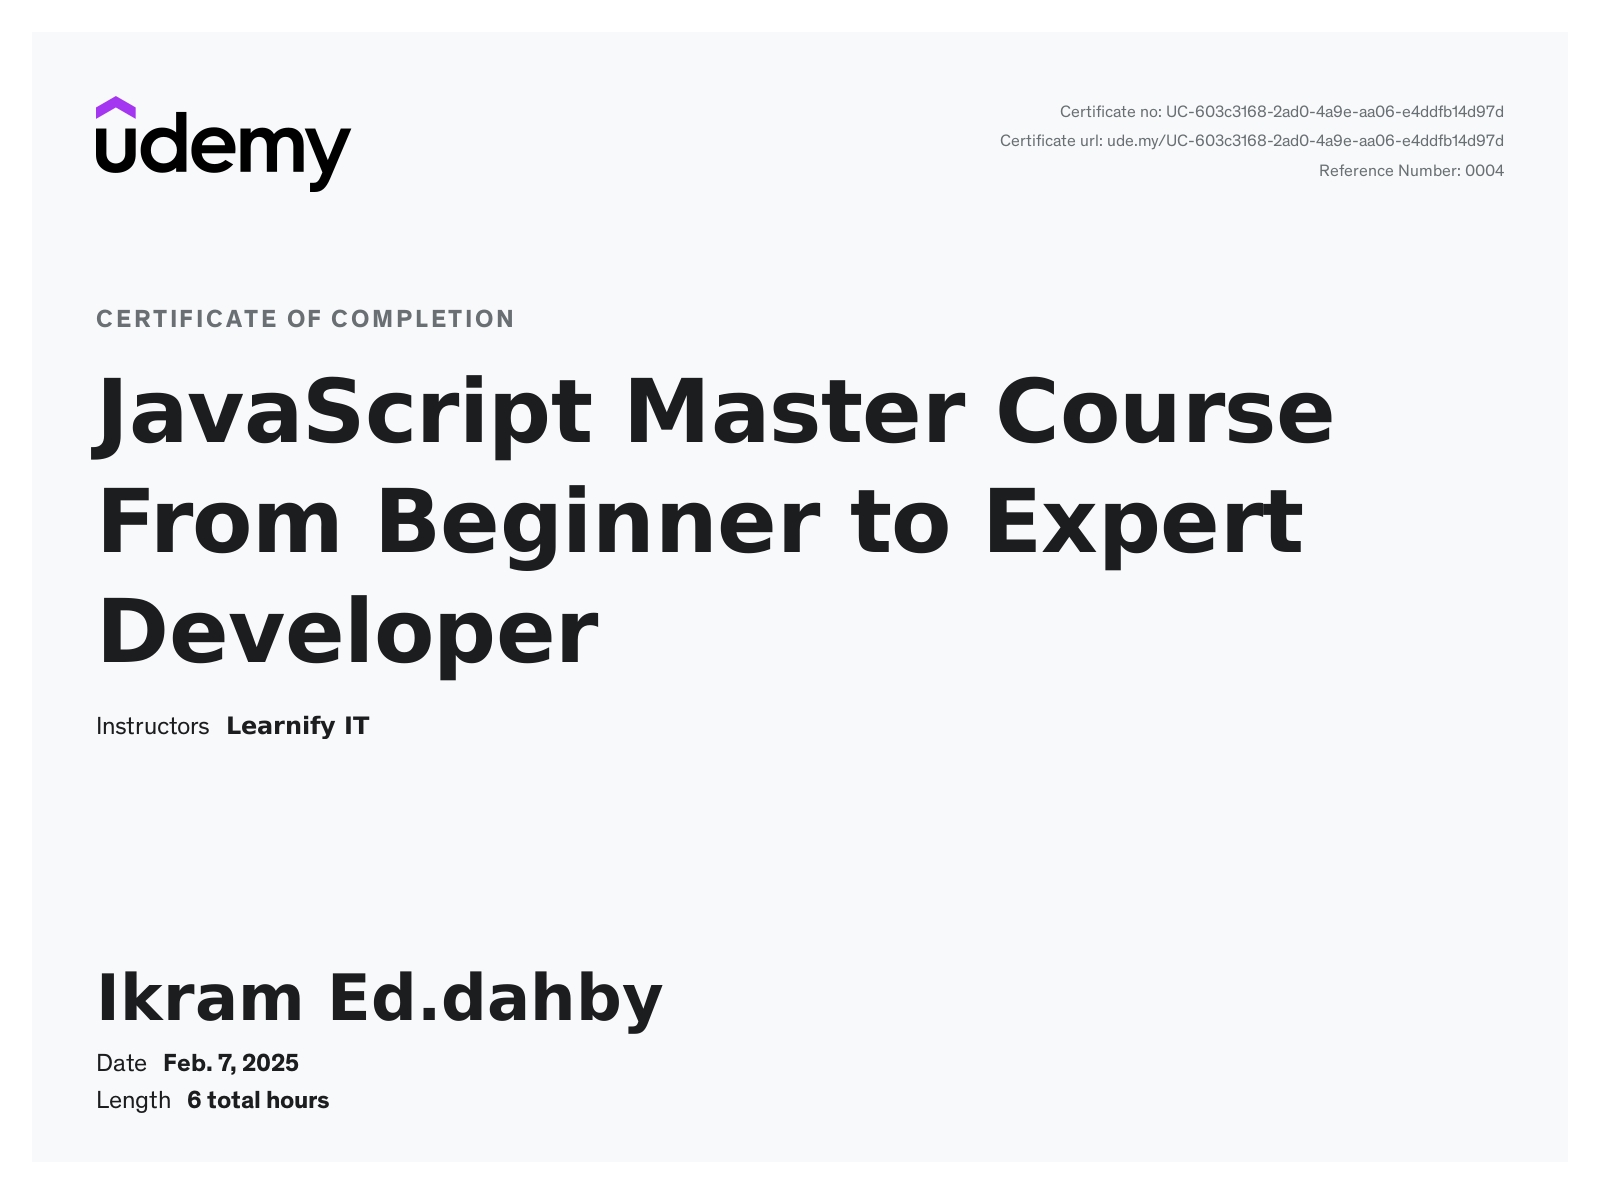 udemy
Certificate no: UC-603c3168-2ad0-4a9e-aa06-e4ddfb14d97d
Certificate url: ude.my/UC-603c3168-2ad0-4a9e-aa06-e4ddfb14d97d
Reference Number: 0004
CERTIFICATE OF COMPLETION
JavaScript Master Course
From Beginner to Expert
Developer
Instructors Learnify IT
Ikram Ed.dahby
Date Feb. 7, 2025
Length 6 total hours